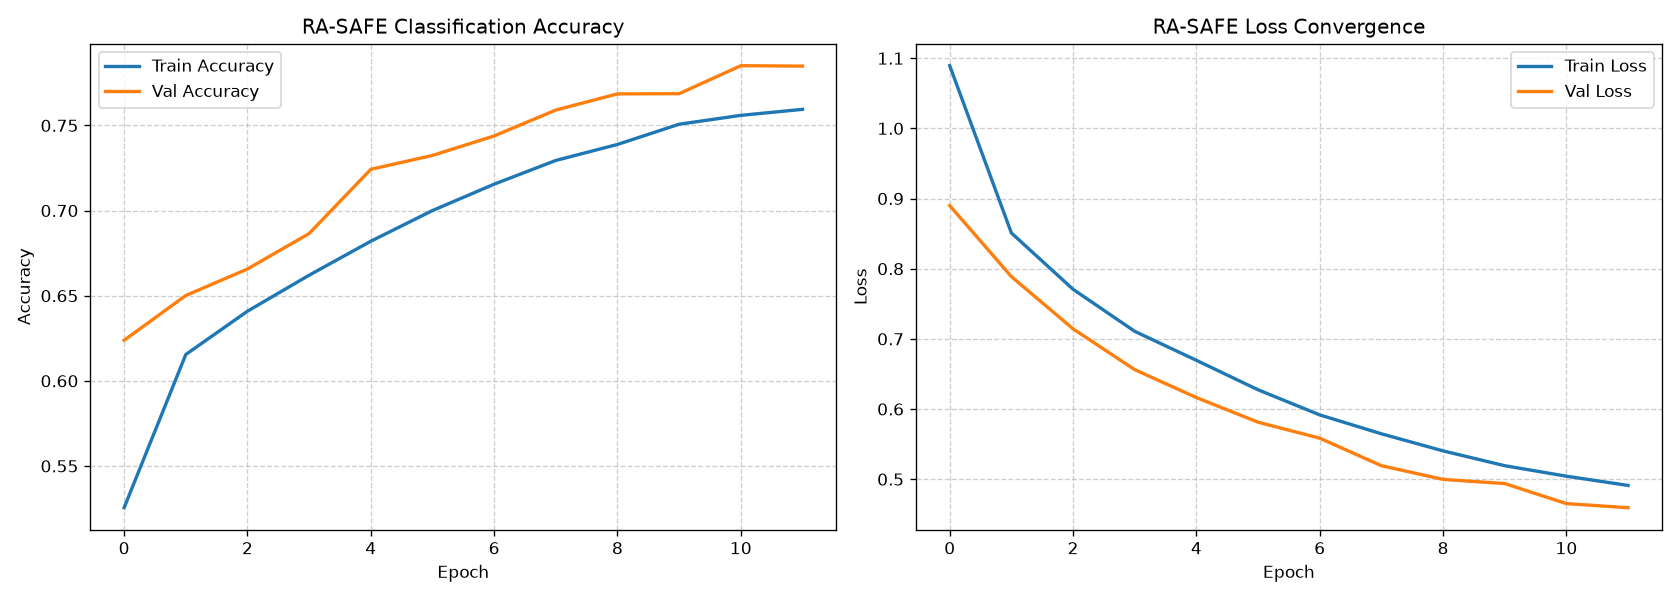 RA-SAFE Classification Accuracy
Train Accuracy
Val Accuracy
0.75
0.70
0.65
0.60
0.55
Accuracy
0 2 4 6 8 10
Epoch
RA-SAFE Loss Convergence
Train Loss
Val Loss
1.1
1.0
0.9
0.8
0.7
0.6
0.5
Loss
0 2 4 6 8 10
Epoch